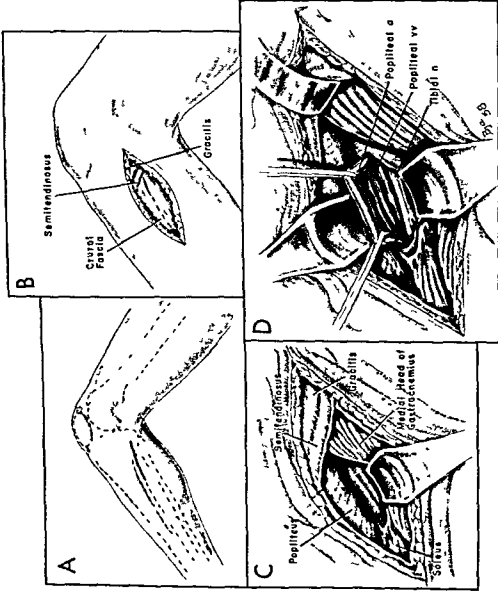 A
B
Semitendinosus
Gracilis
Crural
Fascia
C
Semitendinosus
Gracilis
Popliteus
Medial Head of
Gastrocnemius
Soleus
D
Popliteal a
Popliteal vv
Tibial n